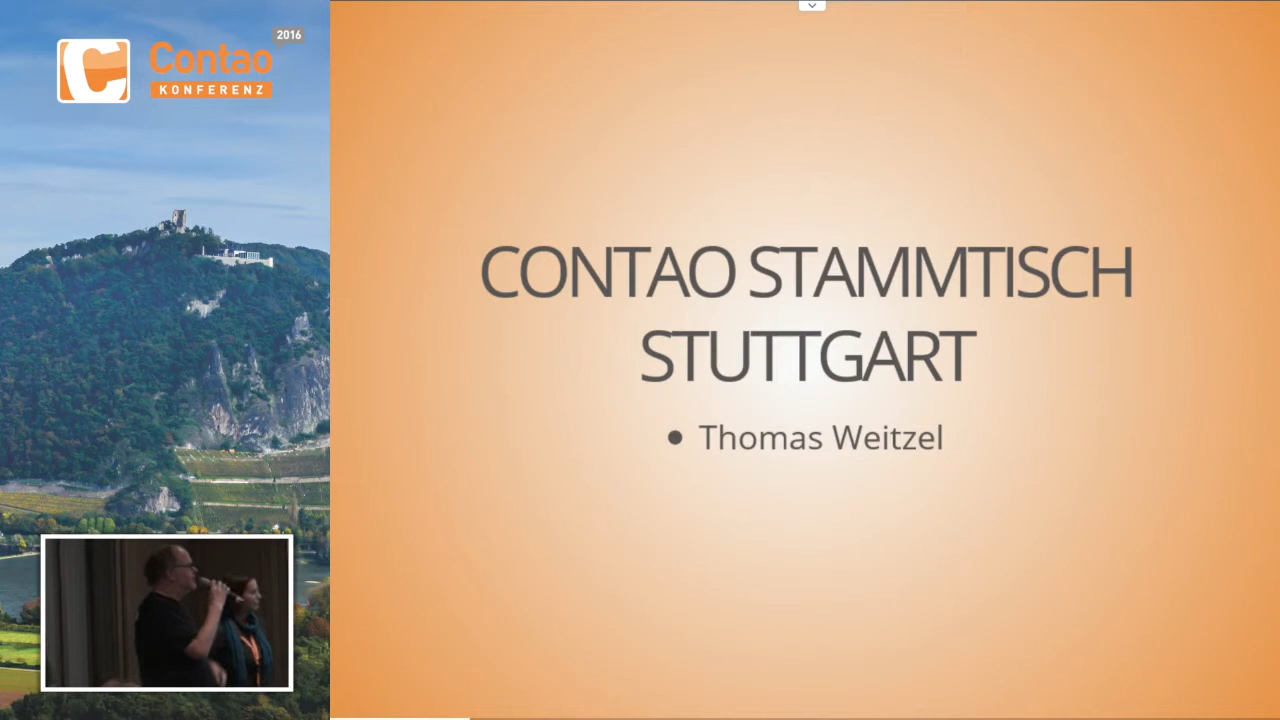 2016
Contao
KONFERENZ
CONTAO STAMMTISCH
STUTTGART
• Thomas Weitzel